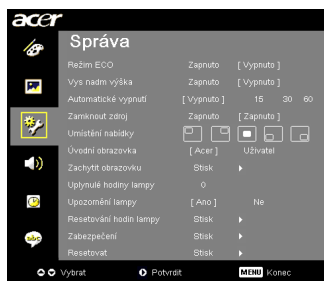 acer
Správa
Režim ECO Zapnuto [ Vypnuto ]
Vys nadm výška Zapnuto [ Vypnuto ]
Automatické vypnutí [ Vypnuto ] 15 30 60
Zamknout zdroj Zapnuto [ Zapnuto ]
Umístění nabídky
Úvodní obrazovka [ Acer ] Uživatel
Zachytit obrazovku Stisk
Uplynulé hodiny lampy 0
Upozornění lampy [ Ano ] Ne
Resetování hodin lampy Stisk
Zabezpečení Stisk
Resetovat Stisk
abc
Vybrat Potvrdit MENU Konec